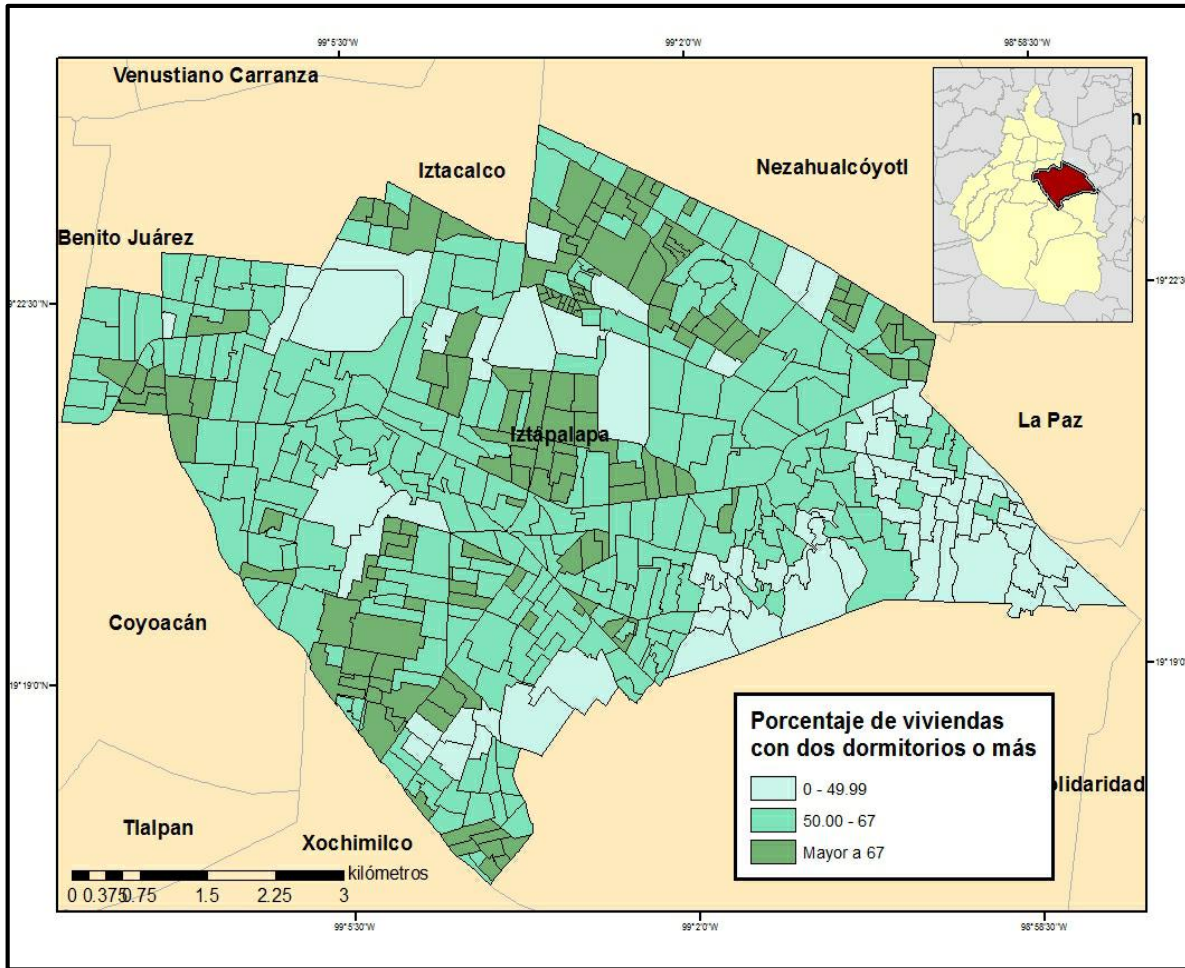 99°5'30"W
99°2'0"W
98°58'30"W
Venustiano Carranza
Iztacalco
Nezahualcóyotl
n
Benito Juárez
9°22'30"N
19°22'30
La Paz
Iztápalapa
Coyoacán
9°19'0"N
19°19'0
Porcentaje de viviendas
con dos dormitorios o más
0 - 49.99
50.00 - 67
Mayor a 67
olidaridad
Tlalpan
Xochimilco
kilómetros
0 0.375 0.75 1.5 2.25 3
99°5'30"W
99°2'0"W
98°58'30"W